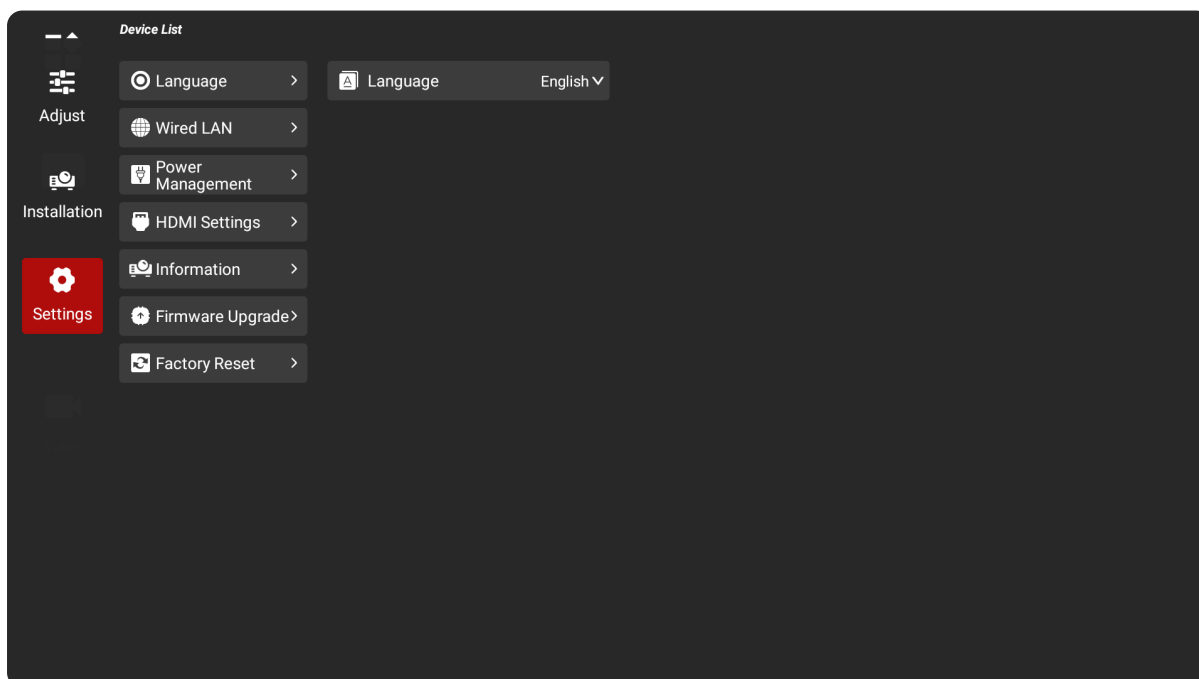 Device List
Adjust
Installation
Settings
Language
Wired LAN
Power
Management
HDMI Settings
Information
Firmware Upgrade
Factory Reset
Language English